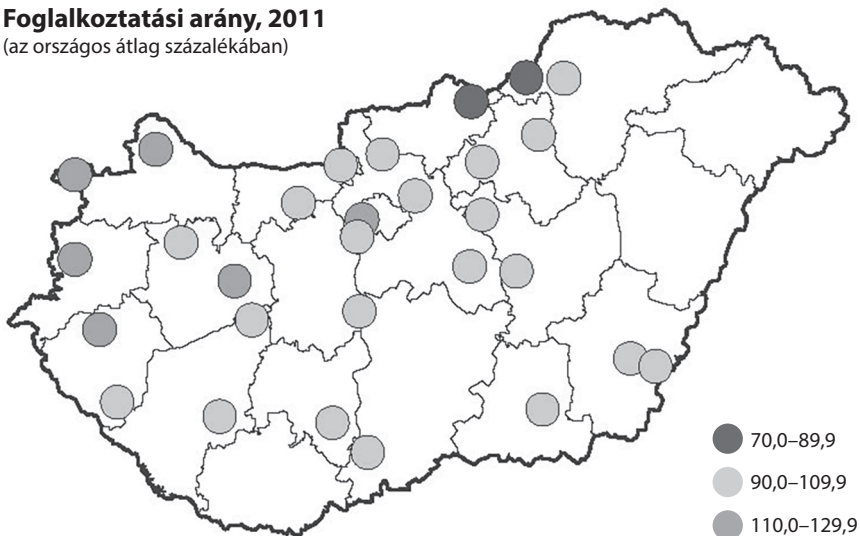 Foglalkoztatási arány, 2011
(az országos átlag százalékában)
70,0–89,9
90,0–109,9
110,0–129,9